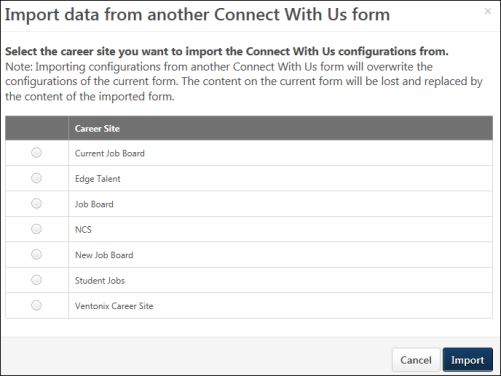 Import data from another Connect With Us form
×
Select the career site you want to import the Connect With Us configurations from.
Note: Importing configurations from another Connect With Us form will overwrite the
configurations of the current form. The content on the current form will be lost and replaced by
the content of the imported form.
Career Site
Current Job Board
Edge Talent
Job Board
NCS
New Job Board
Student Jobs
Ventonix Career Site
Cancel
Import